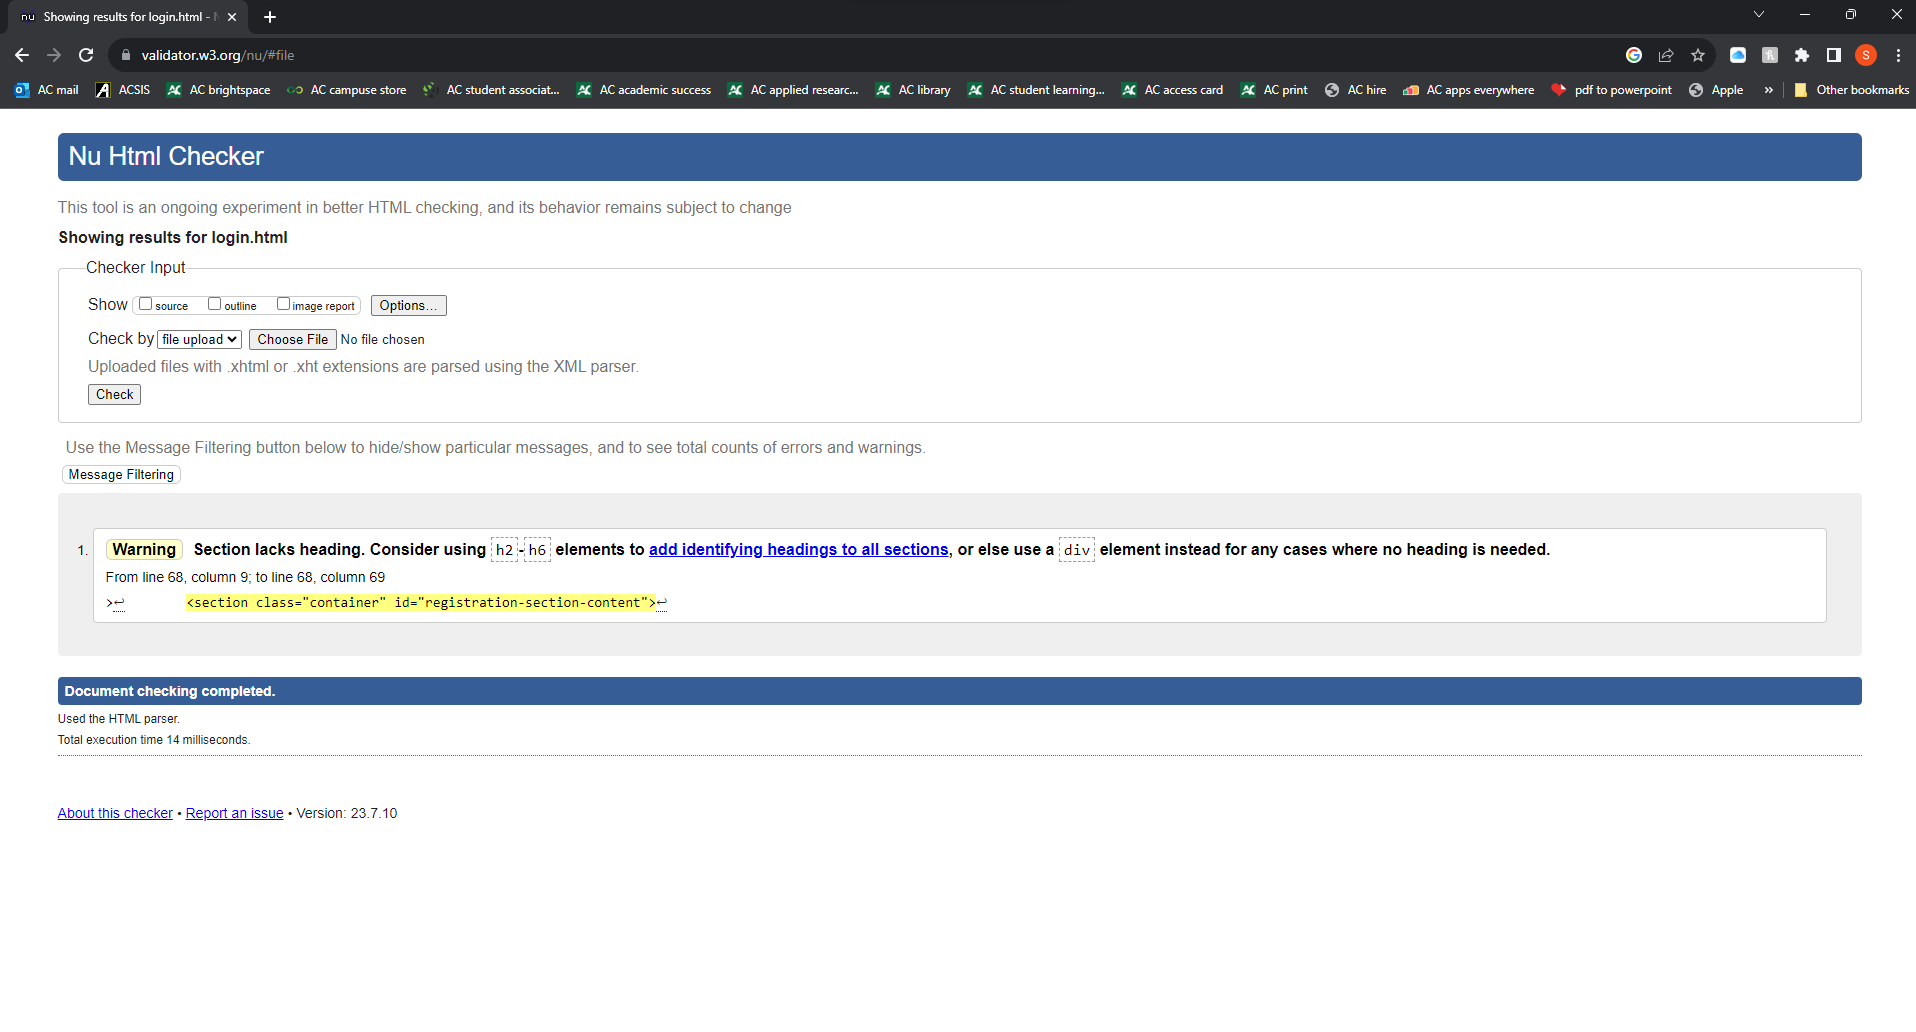 nu Showing results for login.html - N
validator.w3.org/nu/#file
S
AC mail ACSIS AC brightspace AC campuse store AC student associat... AC academic success AC applied researc... AC library AC student learning... AC access card AC print AC hire AC apps everywhere pdf to powerpoint Apple » Other bookmarks
Nu Html Checker
This tool is an ongoing experiment in better HTML checking, and its behavior remains subject to change
Showing results for login.html
Checker Input
Show source outline image report Options...
Check by file upload Choose File No file chosen
Uploaded files with .xhtml or .xht extensions are parsed using the XML parser.
Check
Use the Message Filtering button below to hide/show particular messages, and to see total counts of errors and warnings.
Message Filtering
1. Warning Section lacks heading. Consider using h2-h6 elements to add identifying headings to all sections, or else use a div element instead for any cases where no heading is needed.
From line 68, column 9; to line 68, column 69
>↩ <section class="container" id="registration-section-content">↩
Document checking completed.
Used the HTML parser.
Total execution time 14 milliseconds.
About this checker • Report an issue • Version: 23.7.10